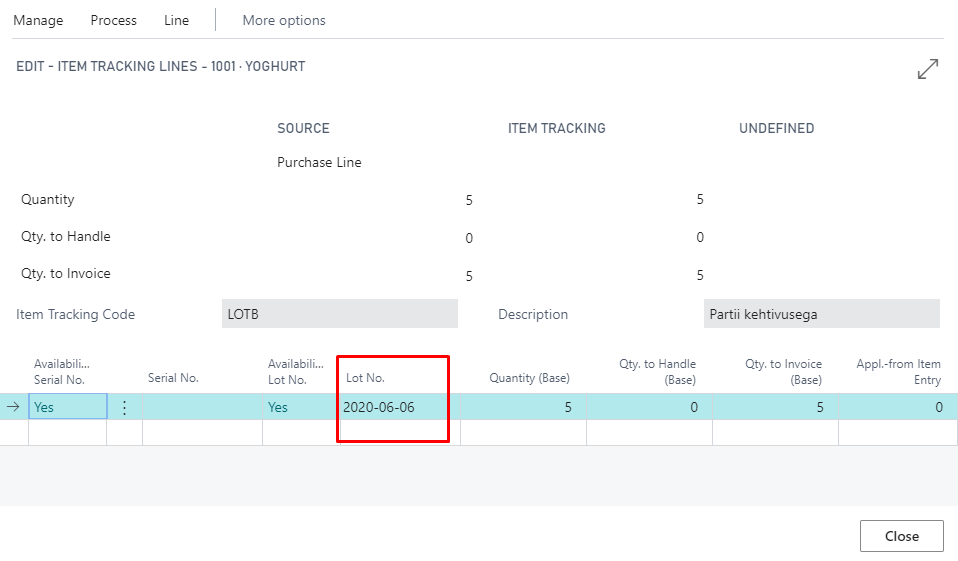 Manage Process Line More options
EDIT - ITEM TRACKING LINES - 1001 · YOGHURT
SOURCE ITEM TRACKING UNDEFINED
Purchase Line
Quantity 5 5
Qty. to Handle 0 0
Qty. to Invoice 5 5
Item Tracking Code LOTB Description Partii kehtivusega
Availabili... Availabili... Qty. to Handle Qty. to Invoice Appl.-from Item
Serial No. Serial No. Lot No. Lot No. Quantity (Base) (Base) (Base) Entry
Yes Yes 2020-06-06 5 0 5 0
Close